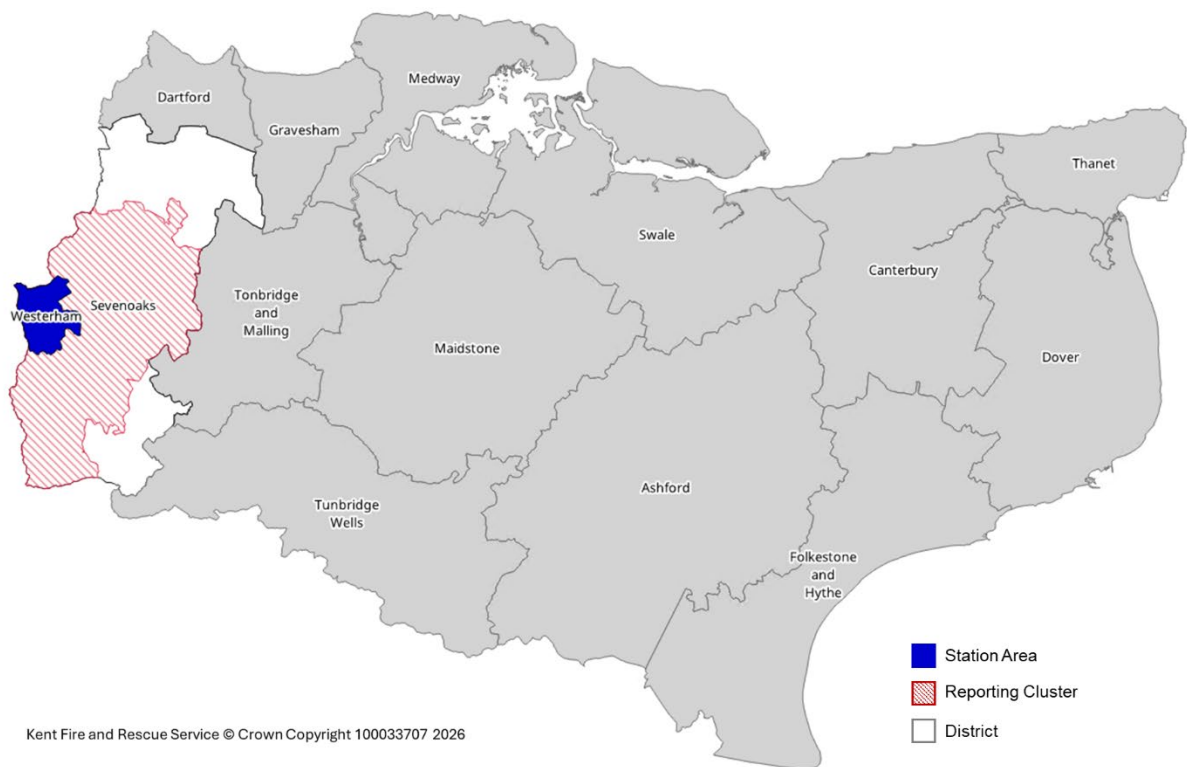 Medway
Dartford
Gravesham
Thanet
Swale
Canterbury
Sevenoaks
Westerham
Tonbridge
and
Malling
Maidstone
Dover
Ashford
Tunbridge
Wells
Folkestone
and
Hythe
Station Area
Reporting Cluster
District
Kent Fire and Rescue Service © Crown Copyright 100033707 2026